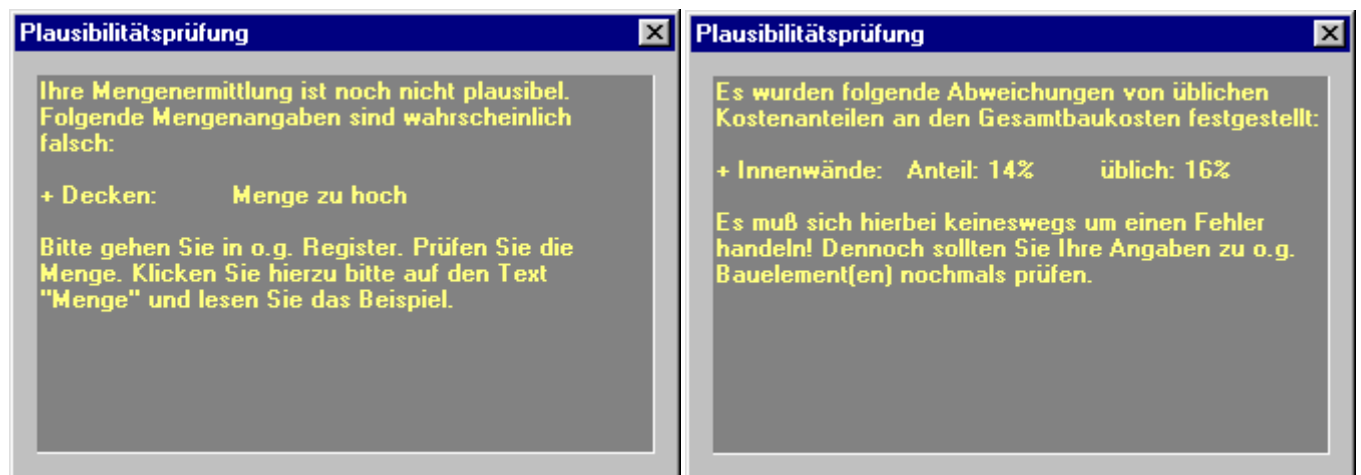 Plausibilitätsprüfung
Ihre Mengenermittlung ist noch nicht plausibel.
Folgende Mengenangaben sind wahrscheinlich
falsch:
+ Decken: Menge zu hoch
Bitte gehen Sie in o.g. Register. Prüfen Sie die
Menge. Klicken Sie hierzu bitte auf den Text
"Menge" und lesen Sie das Beispiel.
Plausibilitätsprüfung
Es wurden folgende Abweichungen von üblichen
Kostenanteilen an den Gesamtbaukosten festgestellt:
+ Innenwände: Anteil: 14% üblich: 16%
Es muß sich hierbei keineswegs um einen Fehler
handeln! Dennoch sollten Sie Ihre Angaben zu o.g.
Bauelement(en) nochmals prüfen.